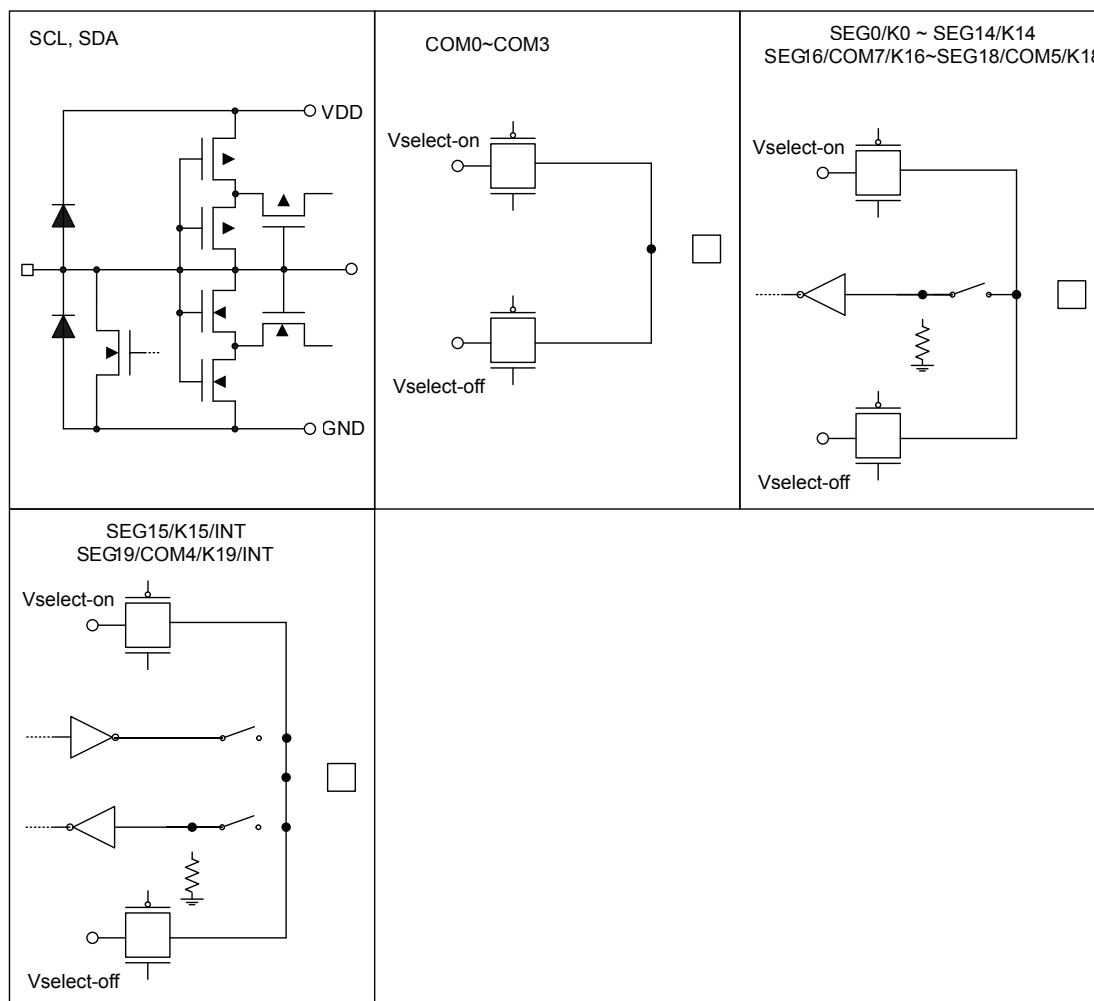 SCL, SDA
VDD
GND
COM0~COM3
Vselect-on
Vselect-off
SEG0/K0 ~ SEG14/K14
SEG16/COM7/K16~SEG18/COM5/K18
Vselect-on
Vselect-off
SEG15/K15/INT
SEG19/COM4/K19/INT
Vselect-on
Vselect-off